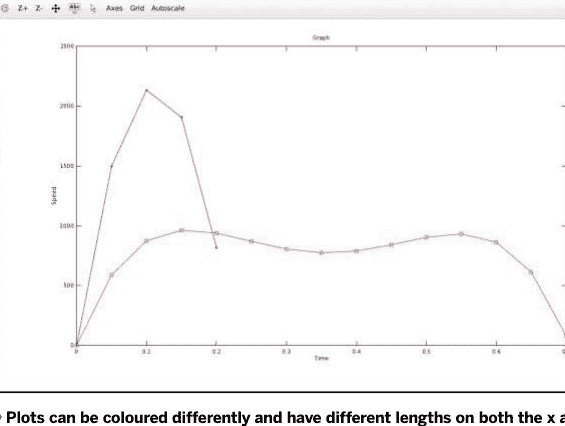 Z+ Z- Abc Axes Grid Autoscale
Graph
2500
2000
1500
1000
500
0
Speed
0 0.1 0.2 0.3 0.4 0.5 0.6
Time
Plots can be coloured differently and have different lengths on both the x